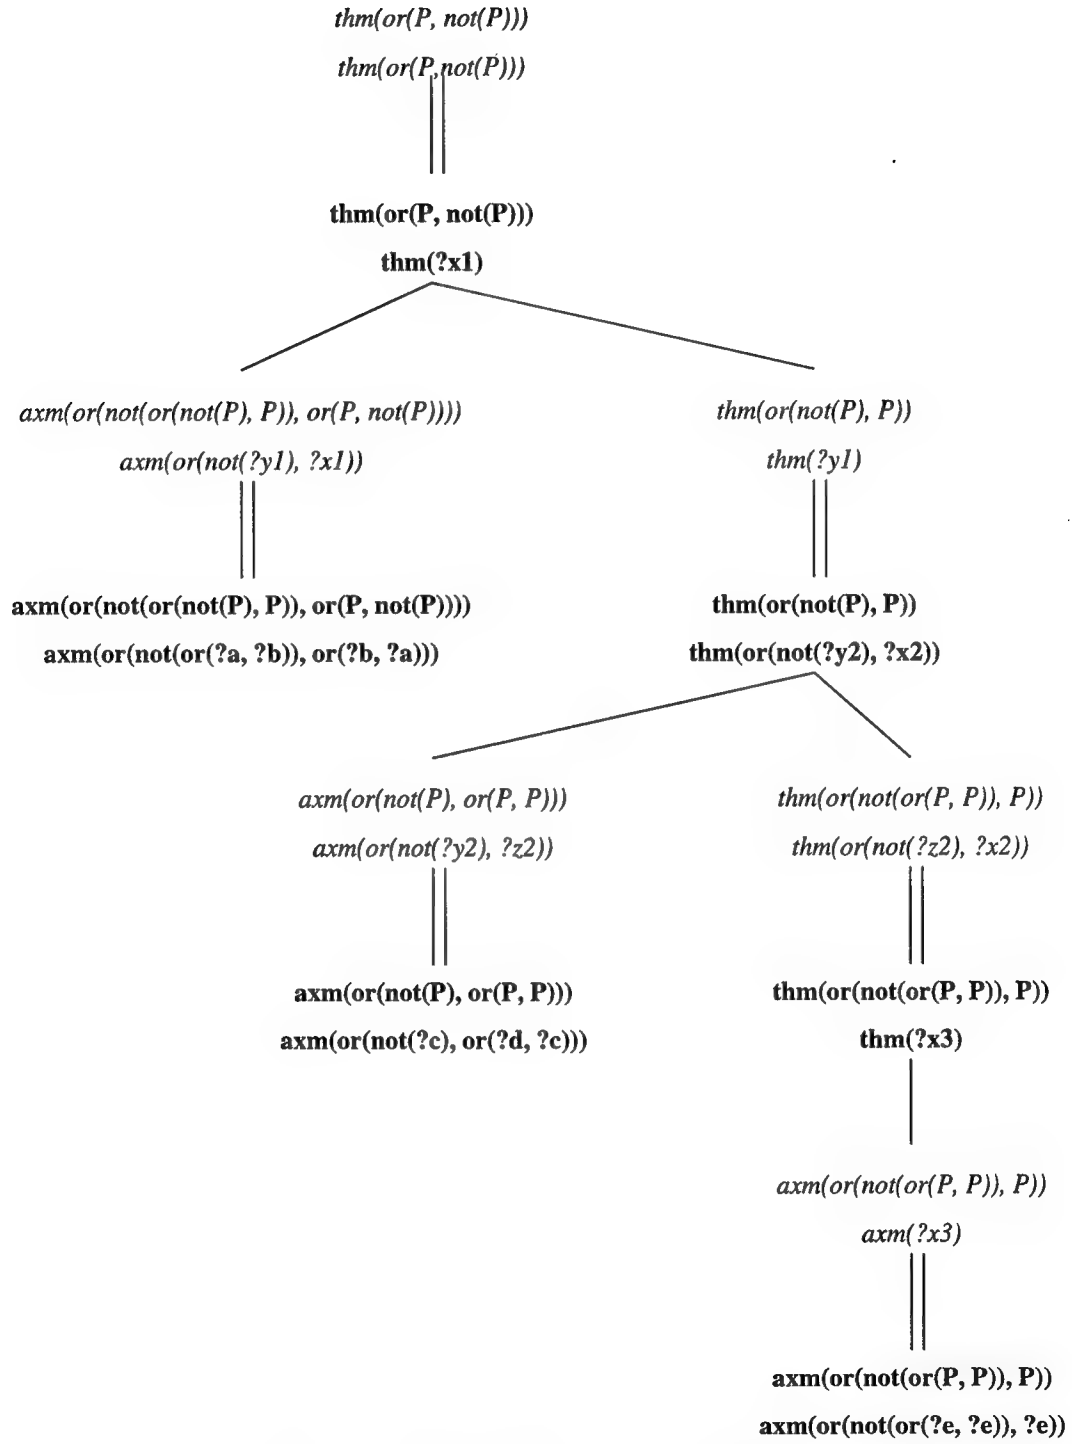 thm(or(P, not(P)))
thm(or(P,not(P)))
thm(or(P, not(P)))
thm(?x1)
axm(or(not(or(not(P), P)), or(P, not(P))))
axm(or(not(?y1), ?x1))
thm(or(not(P), P))
thm(?y1)
axm(or(not(or(not(P), P)), or(P, not(P))))
axm(or(not(or(?a, ?b)), or(?b, ?a)))
thm(or(not(P), P))
thm(or(not(?y2), ?x2))
axm(or(not(P), or(P, P)))
axm(or(not(?y2), ?z2))
thm(or(not(or(P, P)), P))
thm(or(not(?z2), ?x2))
axm(or(not(P), or(P, P)))
axm(or(not(?c), or(?d, ?c)))
thm(or(not(or(P, P)), P))
thm(?x3)
axm(or(not(or(P, P)), P))
axm(?x3)
axm(or(not(or(P, P)), P))
axm(or(not(or(?e, ?e)), ?e))